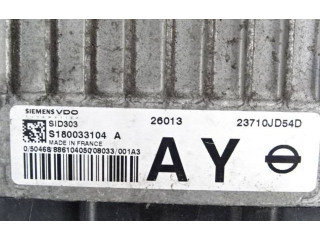 SIEMENS VDO
SID303 26013 23710JD54D
S180033104 A
MADE IN FRANCE
0/50468/886104050'08033/001A3
AY